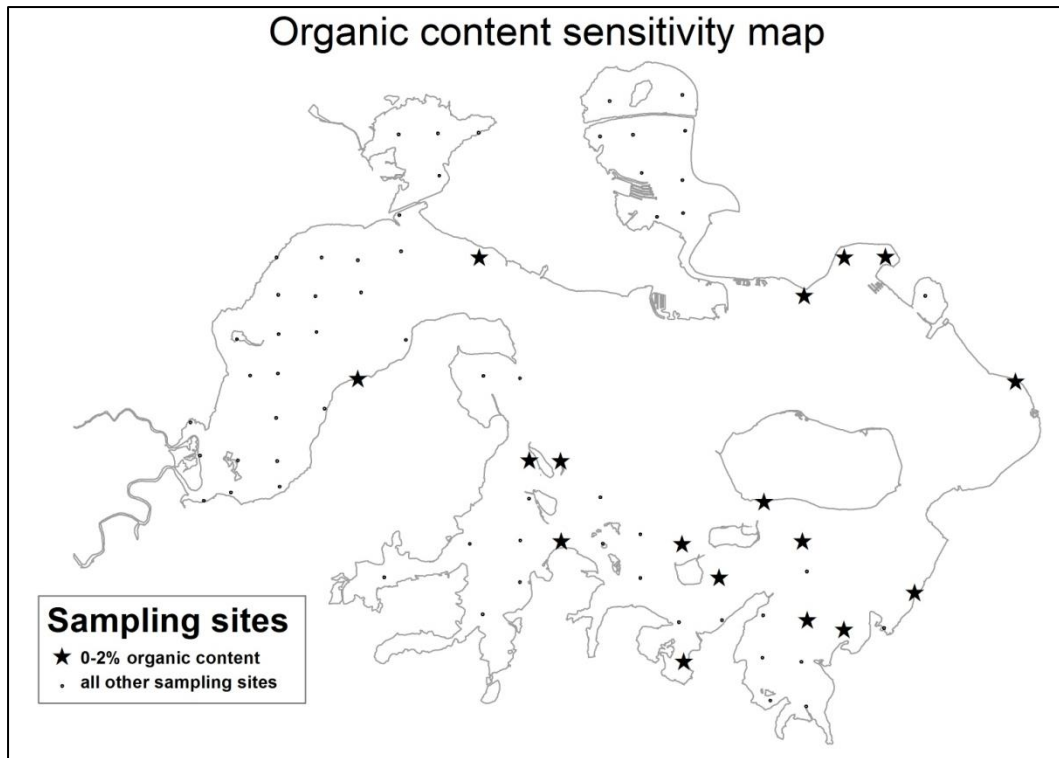 Organic content sensitivity map
Sampling sites
0-2% organic content
all other sampling sites